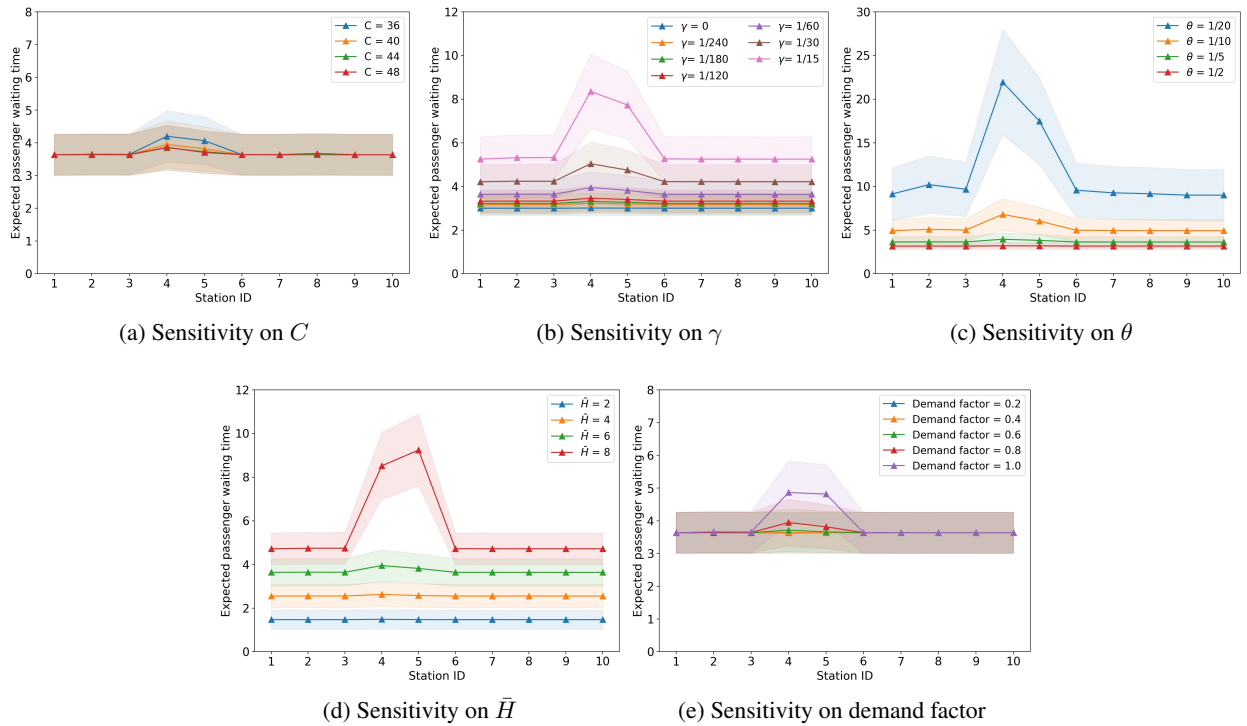 8
7
6
5
4
3
2
1
0
Expected passenger waiting time
C = 36
C = 40
C = 44
C = 48
1 2 3 4 5 6 7 8 9 10
Station ID
(a) Sensitivity on C
12
10
8
6
4
2
0
Expected passenger waiting time
γ = 0
γ= 1/240
γ= 1/180
γ= 1/120
γ= 1/60
γ= 1/30
γ= 1/15
1 2 3 4 5 6 7 8 9 10
Station ID
(b) Sensitivity on γ
30
25
20
15
10
5
0
Expected passenger waiting time
θ = 1/20
θ = 1/10
θ = 1/5
θ = 1/2
1 2 3 4 5 6 7 8 9 10
Station ID
(c) Sensitivity on θ
12
10
8
6
4
2
0
Expected passenger waiting time
H̄ = 2
H̄ = 4
H̄ = 6
H̄ = 8
1 2 3 4 5 6 7 8 9 10
Station ID
(d) Sensitivity on H̄
8
7
6
5
4
3
2
1
0
Expected passenger waiting time
Demand factor = 0.2
Demand factor = 0.4
Demand factor = 0.6
Demand factor = 0.8
Demand factor = 1.0
1 2 3 4 5 6 7 8 9 10
Station ID
(e) Sensitivity on demand factor